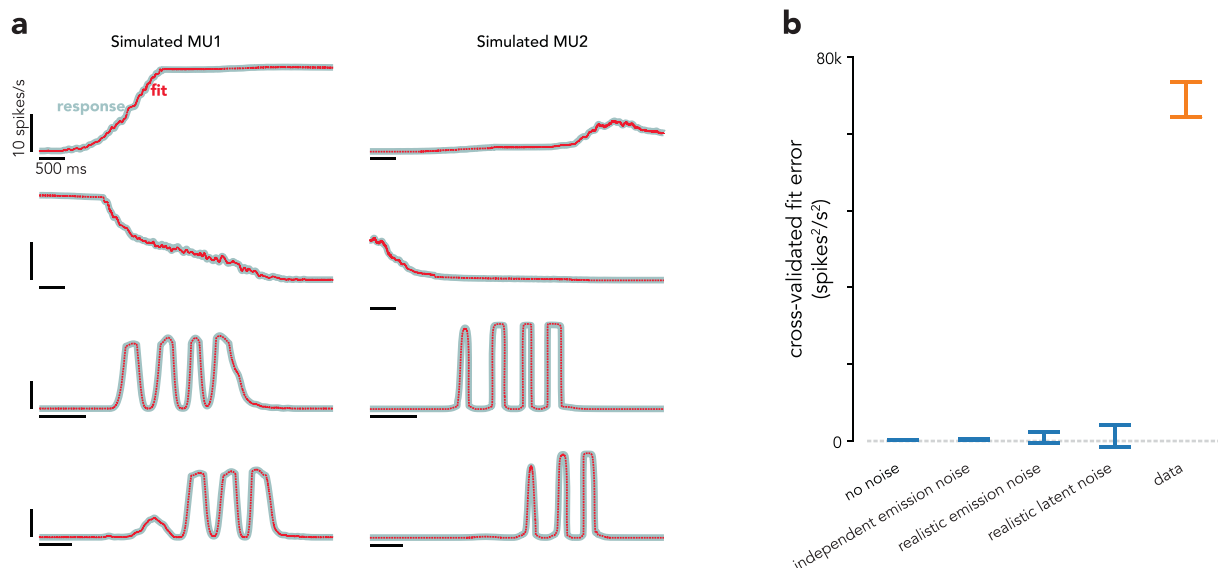 a
Simulated MU1
Simulated MU2
response
fit
10 spikes/s
500 ms
b
80k
0
cross-validated fit error
(spikes²/s²)
no noise
independent emission noise
realistic emission noise
realistic latent noise
data